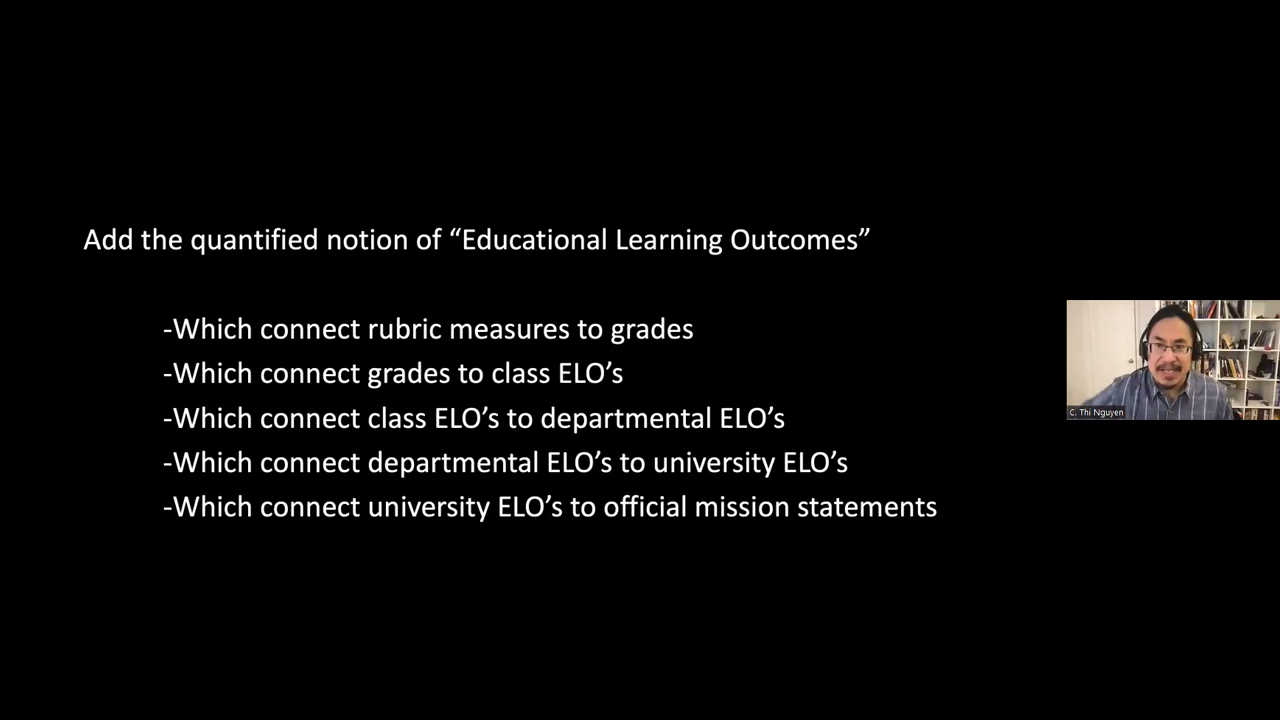 Add the quantified notion of “Educational Learning Outcomes”
-Which connect rubric measures to grades
-Which connect grades to class ELO’s
-Which connect class ELO’s to departmental ELO’s
-Which connect departmental ELO’s to university ELO’s
-Which connect university ELO’s to official mission statements
C. Thi Nguyen